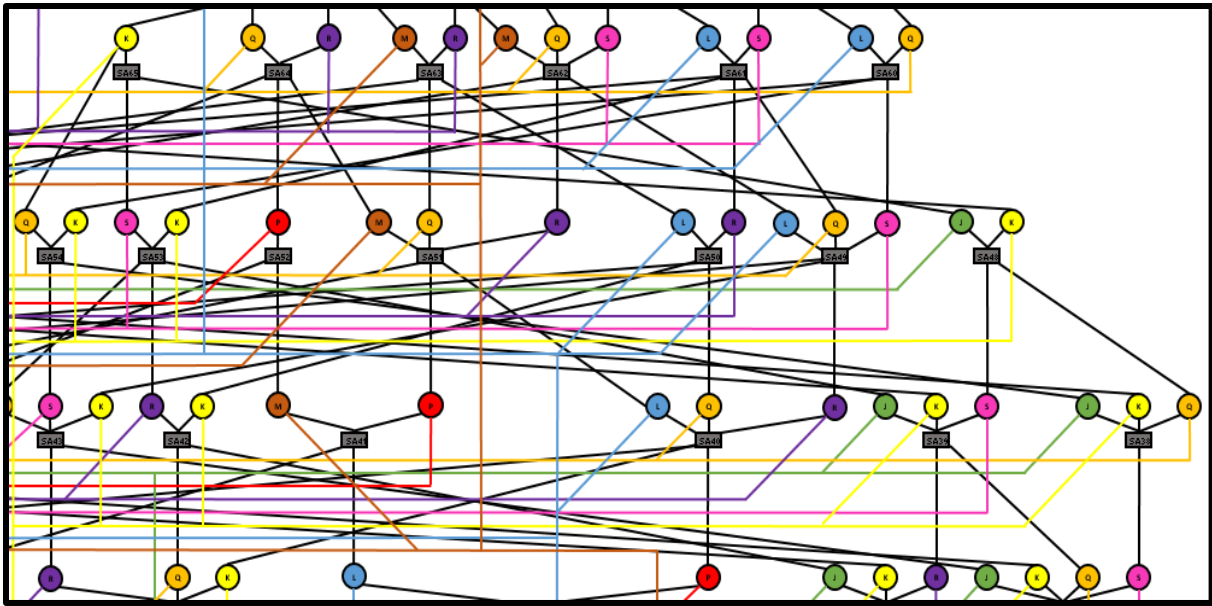 K Q R M R M Q S L S L Q
SA65 SA64 SA63 SA62 SA61 SA60
Q K S K P M Q R L R L Q S J K
SA54 SA53 SA52 SA51 SA50 SA49 SA48
S K R K M P L Q R J K S J K Q
SA43 SA42 SA41 SA40 SA39 SA38
R Q K L P J K R J K Q S